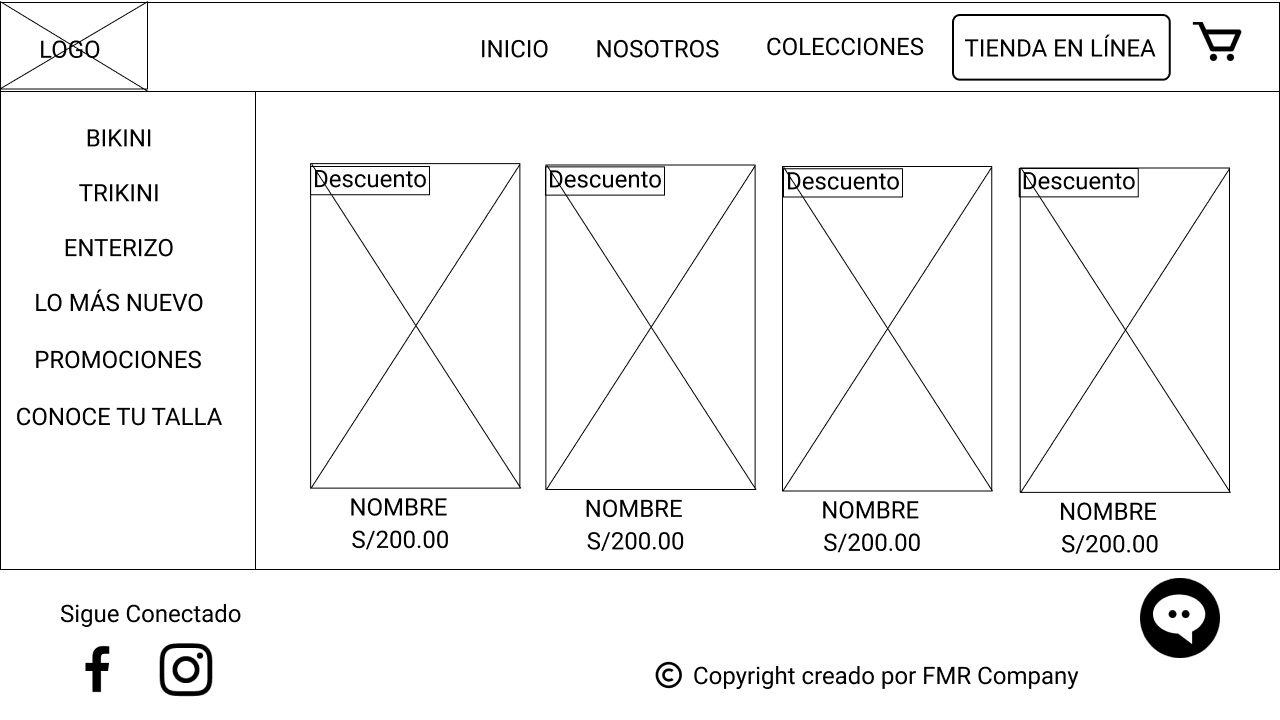 LOGO
INICIO
NOSOTROS
COLECCIONES
TIENDA EN LÍNEA
BIKINI
TRIKINI
ENTERIZO
LO MÁS NUEVO
PROMOCIONES
CONOCE TU TALLA
Descuento
NOMBRE
S/200.00
Descuento
NOMBRE
S/200.00
Descuento
NOMBRE
S/200.00
Descuento
NOMBRE
S/200.00
Sigue Conectado
© Copyright creado por FMR Company